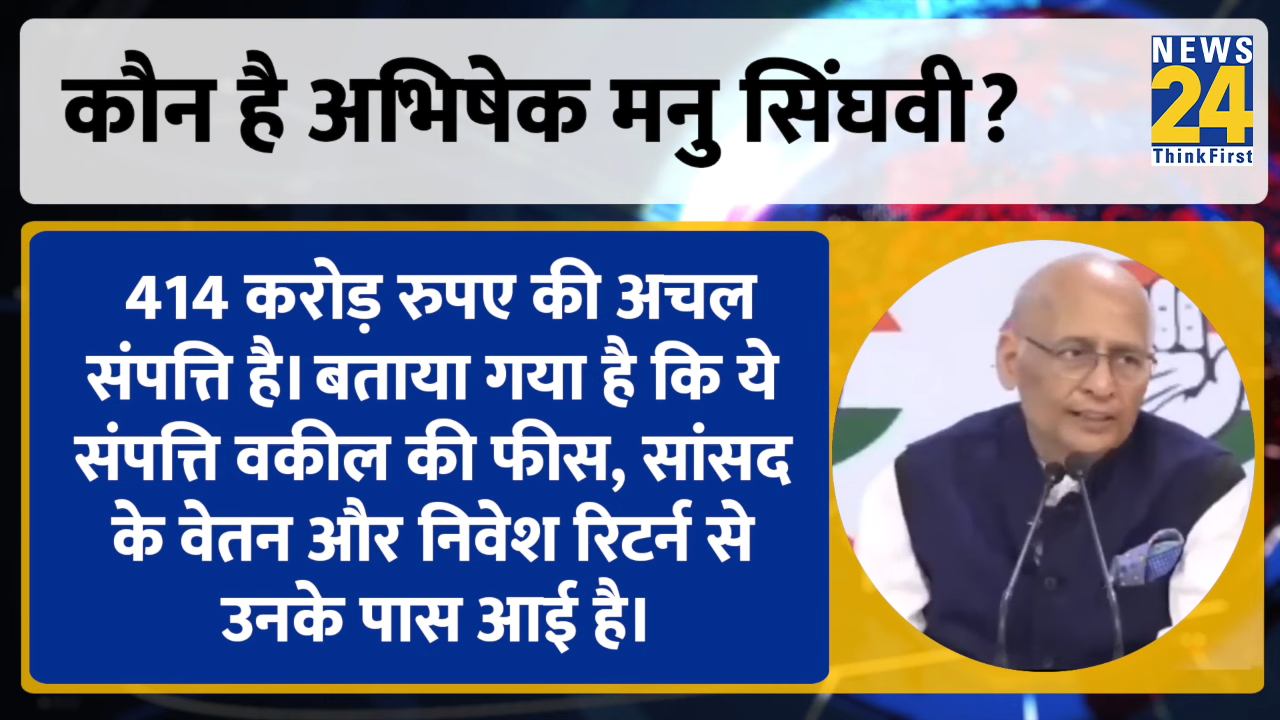 कौन है अभिषेक मनु सिंघवी?
NEWS
24
ThinkFirst
414 करोड़ रुपए की अचल
संपत्ति है। बताया गया है कि ये
संपत्ति वकील की फीस, सांसद
के वेतन और निवेश रिटर्न से
उनके पास आई है।